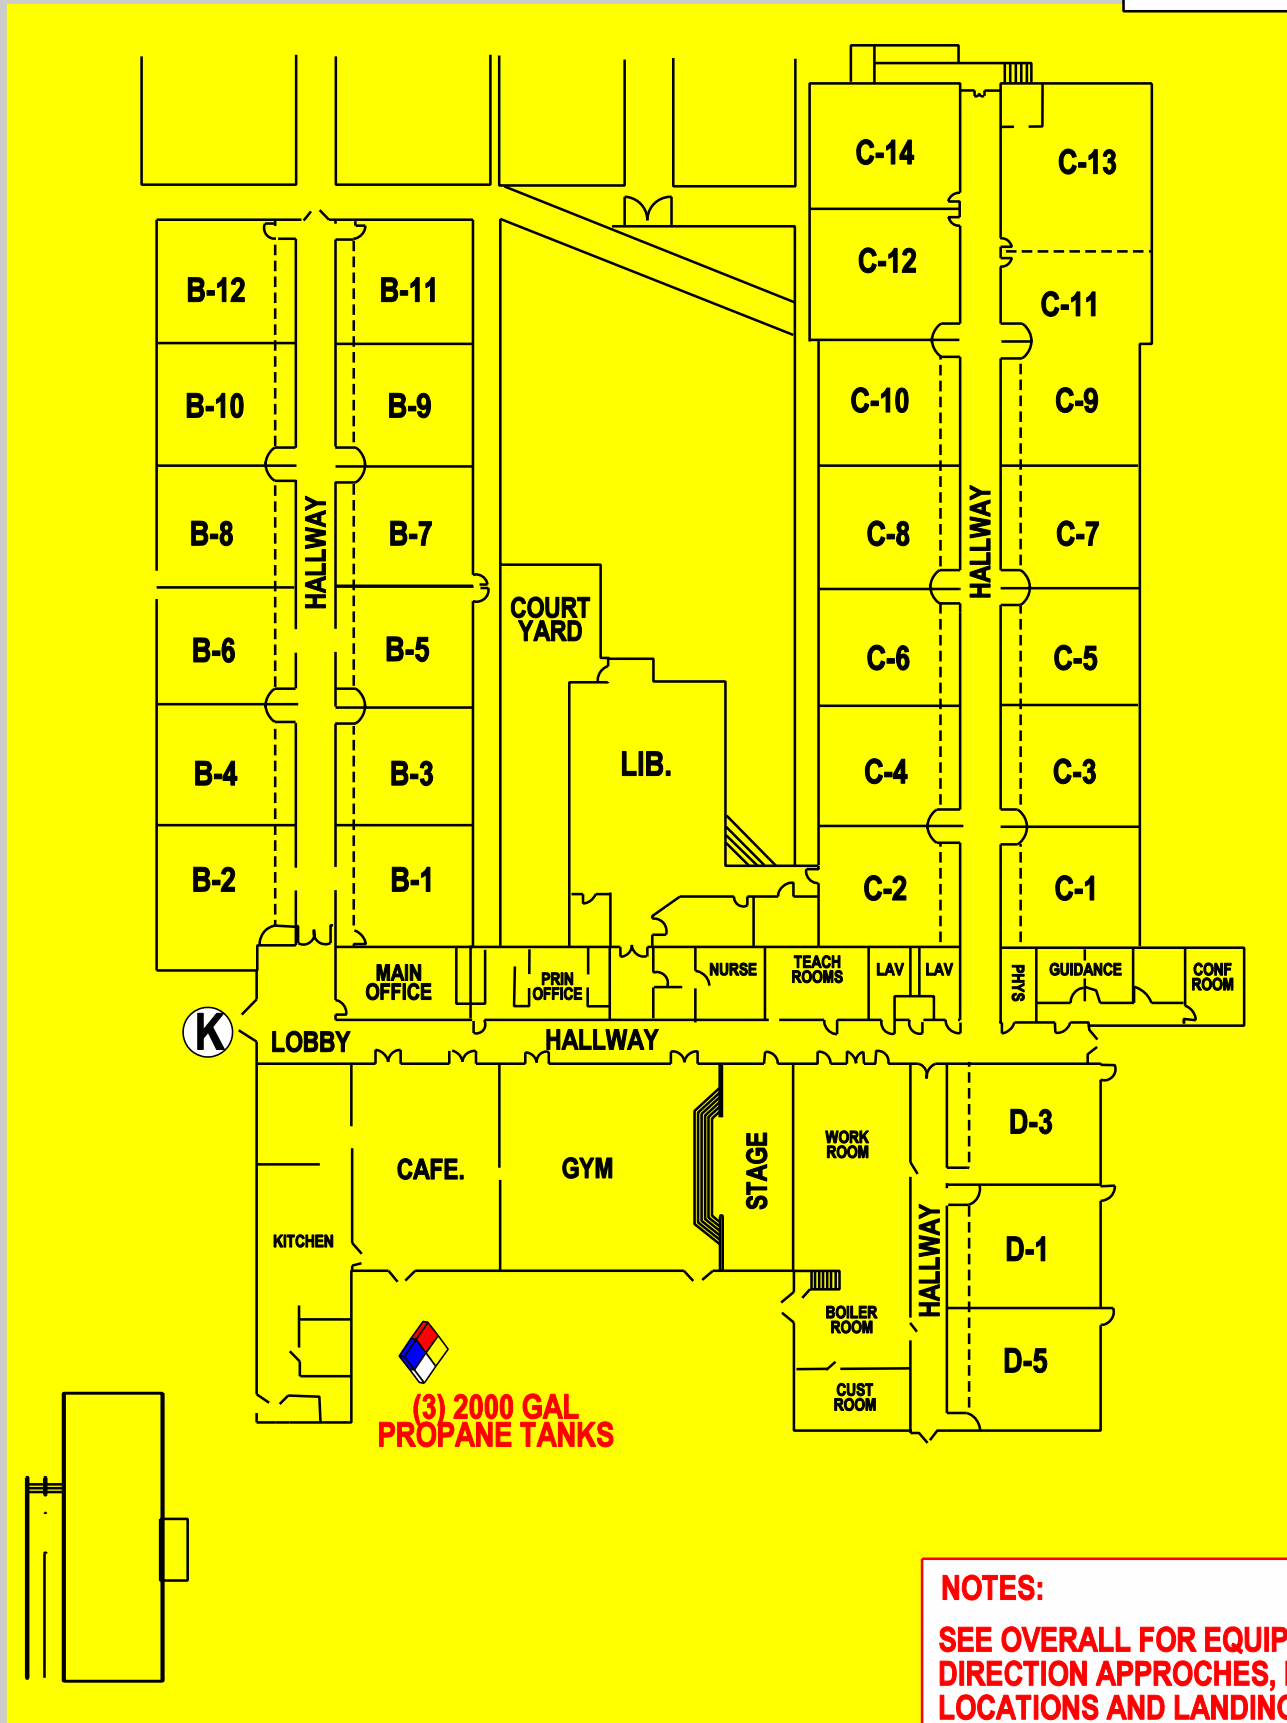 C-14
C-13
C-12
B-12
B-11
C-11
B-10
B-9
C-10
C-9
B-8
HALLWAY
B-7
C-8
HALLWAY
C-7
COURT
YARD
B-6
B-5
C-6
C-5
LIB.
B-4
B-3
C-4
C-3
B-2
B-1
C-2
C-1
MAIN
OFFICE
PRIN
OFFICE
NURSE
TEACH
ROOMS
LAV
LAV
PHYS
GUIDANCE
CONF
ROOM
K
LOBBY
HALLWAY
CAFE.
GYM
STAGE
WORK
ROOM
D-3
KITCHEN
HALLWAY
D-1
BOILER
ROOM
D-5
CUST
ROOM
(3) 2000 GAL
PROPANE TANKS
NOTES:
SEE OVERALL FOR EQUIP
DIRECTION APPROCHES,
LOCATIONS AND LANDING